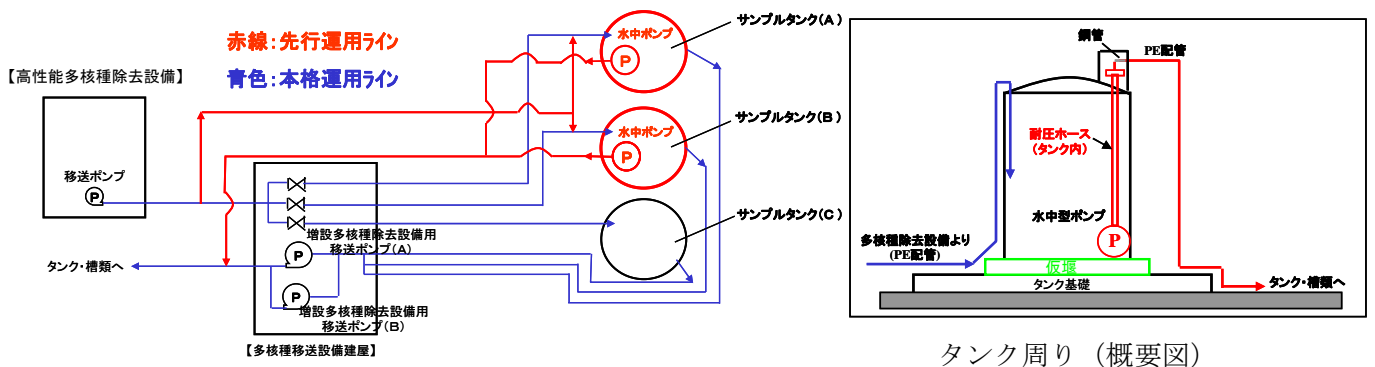 赤線:先行運用ライン
青色:本格運用ライン
【高性能多核種除去設備】
移送ポンプ
P
タンク・槽類へ
増設多核種除去設備用
移送ポンプ(A)
P
P
増設多核種除去設備用
移送ポンプ(B)
【多核種移送設備建屋】
水中ポンプ
P
サンプルタンク(A)
水中ポンプ
P
サンプルタンク(B)
サンプルタンク(C)
鋼管
PE配管
耐圧ホース
(タンク内)
水中型ポンプ
P
多核種除去設備より
(PE配管)
仮堰
タンク基礎
タンク・槽類へ
タンク周り(概要図)